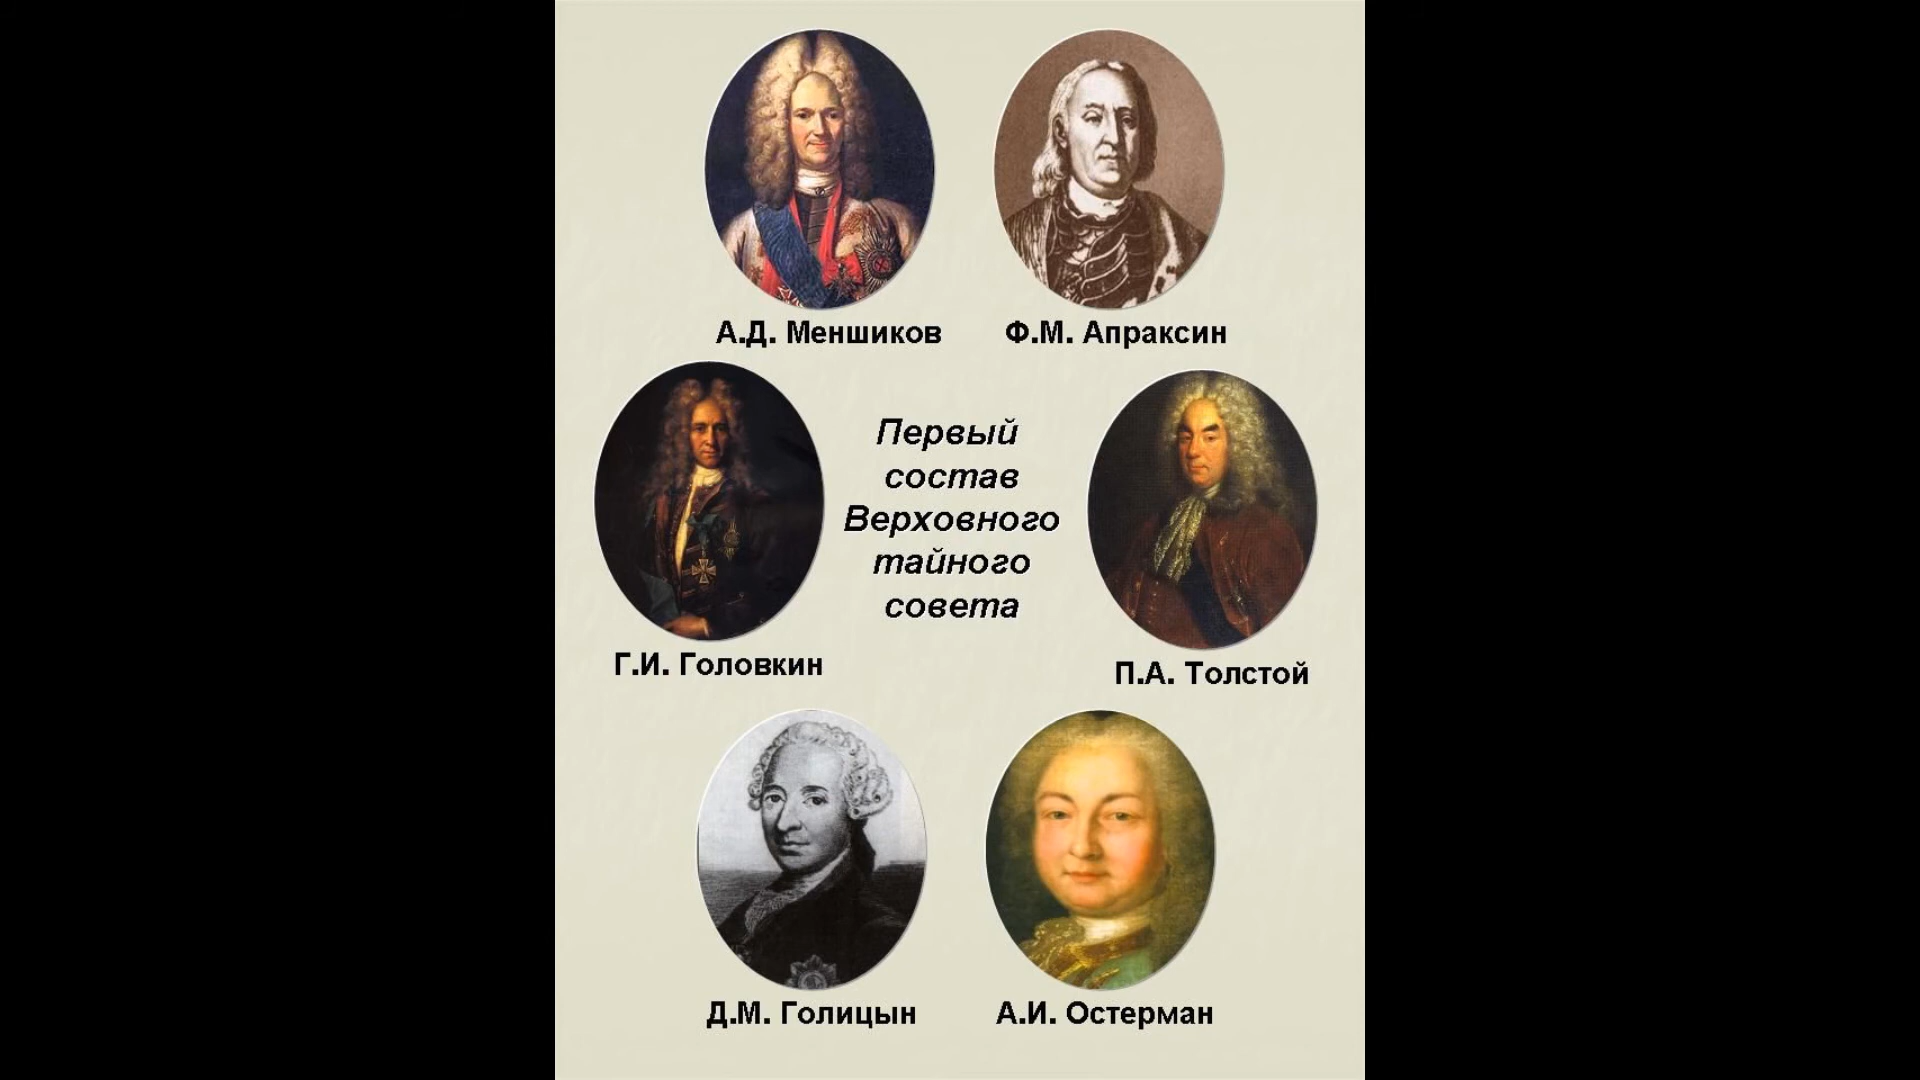 А.Д. Меншиков
Ф.М. Апраксин
Первый
состав
Верховного
тайного
совета
Г.И. Головкин
П.А. Толстой
Д.М. Голицын
А.И. Остерман